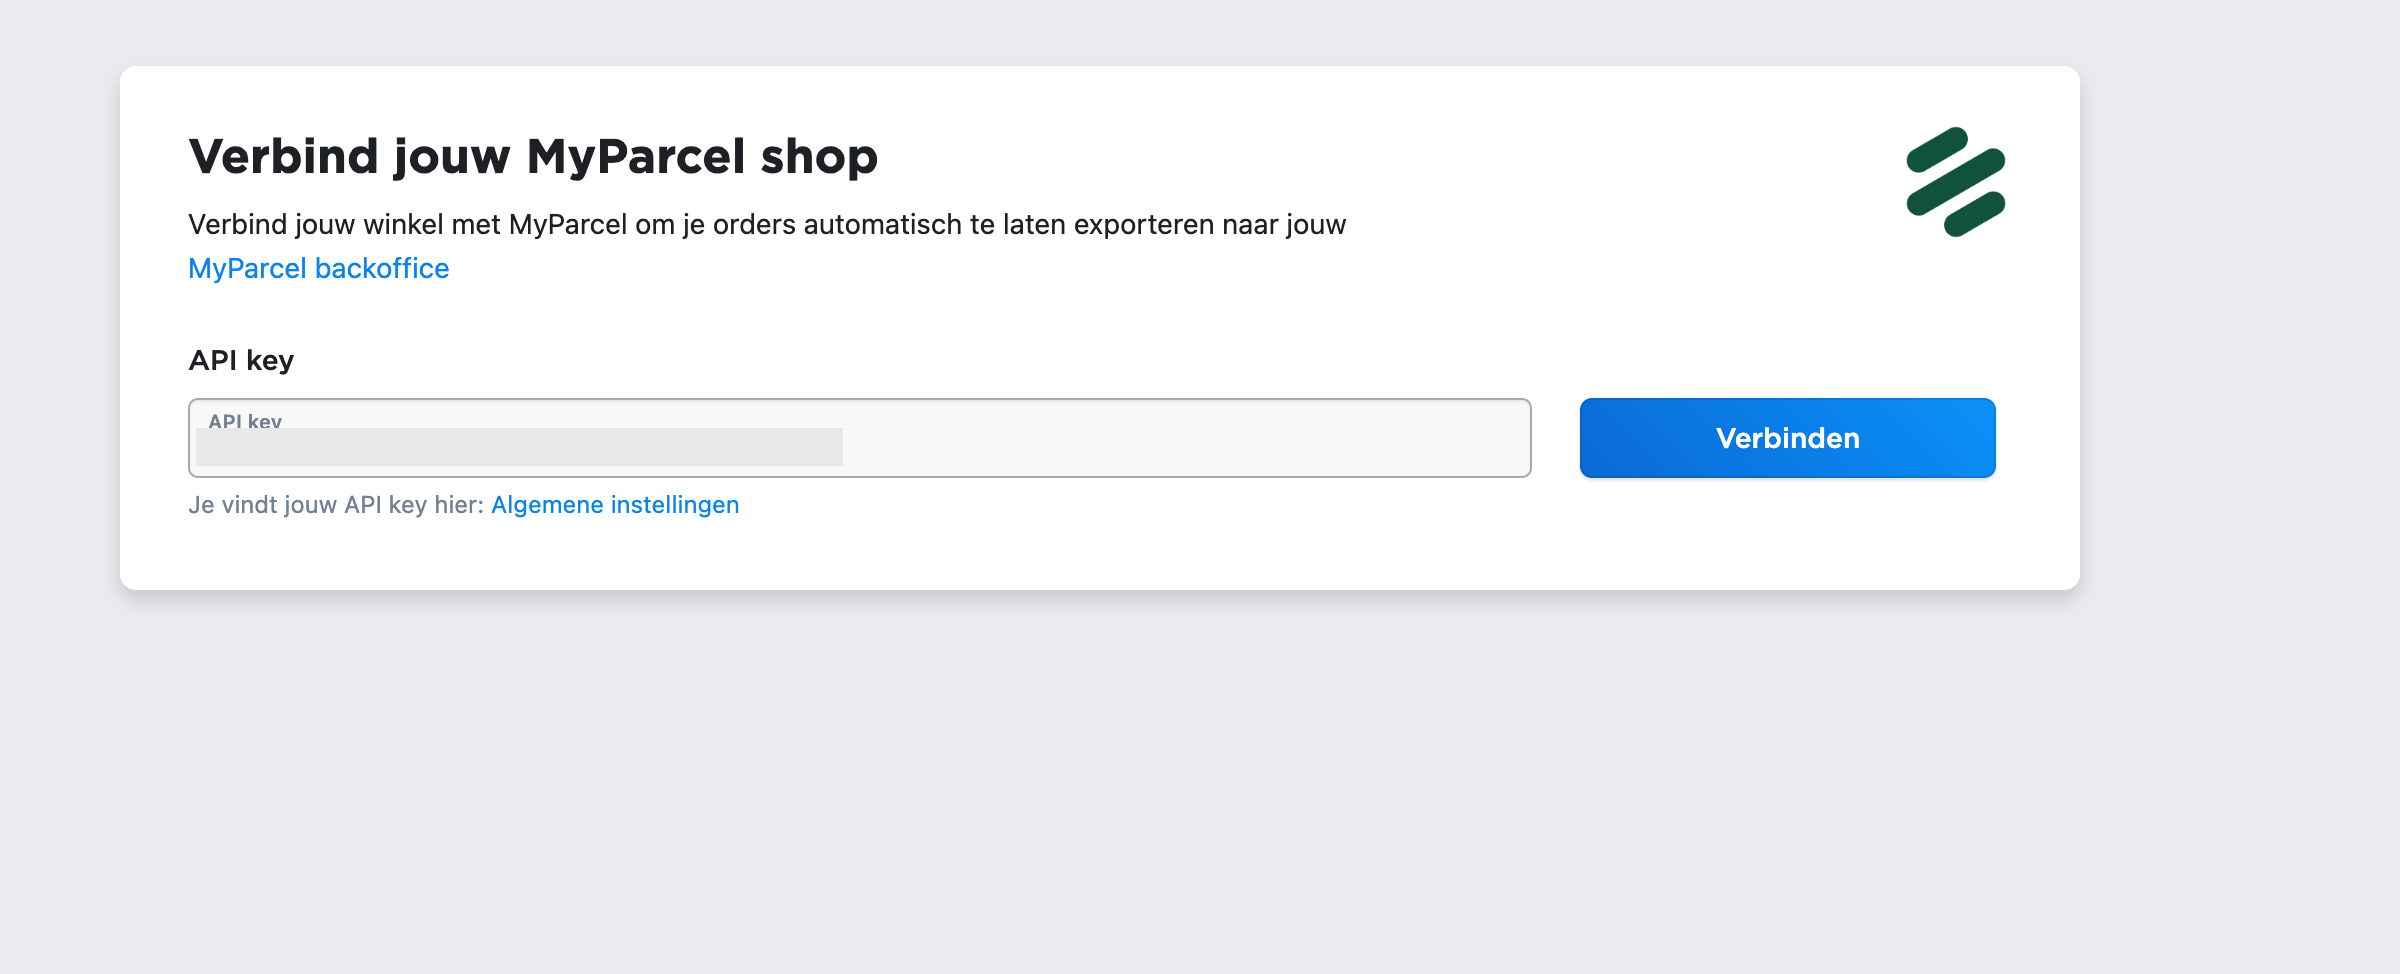 Verbind jouw MyParcel shop
Verbind jouw winkel met MyParcel om je orders automatisch te laten exporteren naar jouw
MyParcel backoffice
API key
API key
Verbinden
Je vindt jouw API key hier: Algemene instellingen